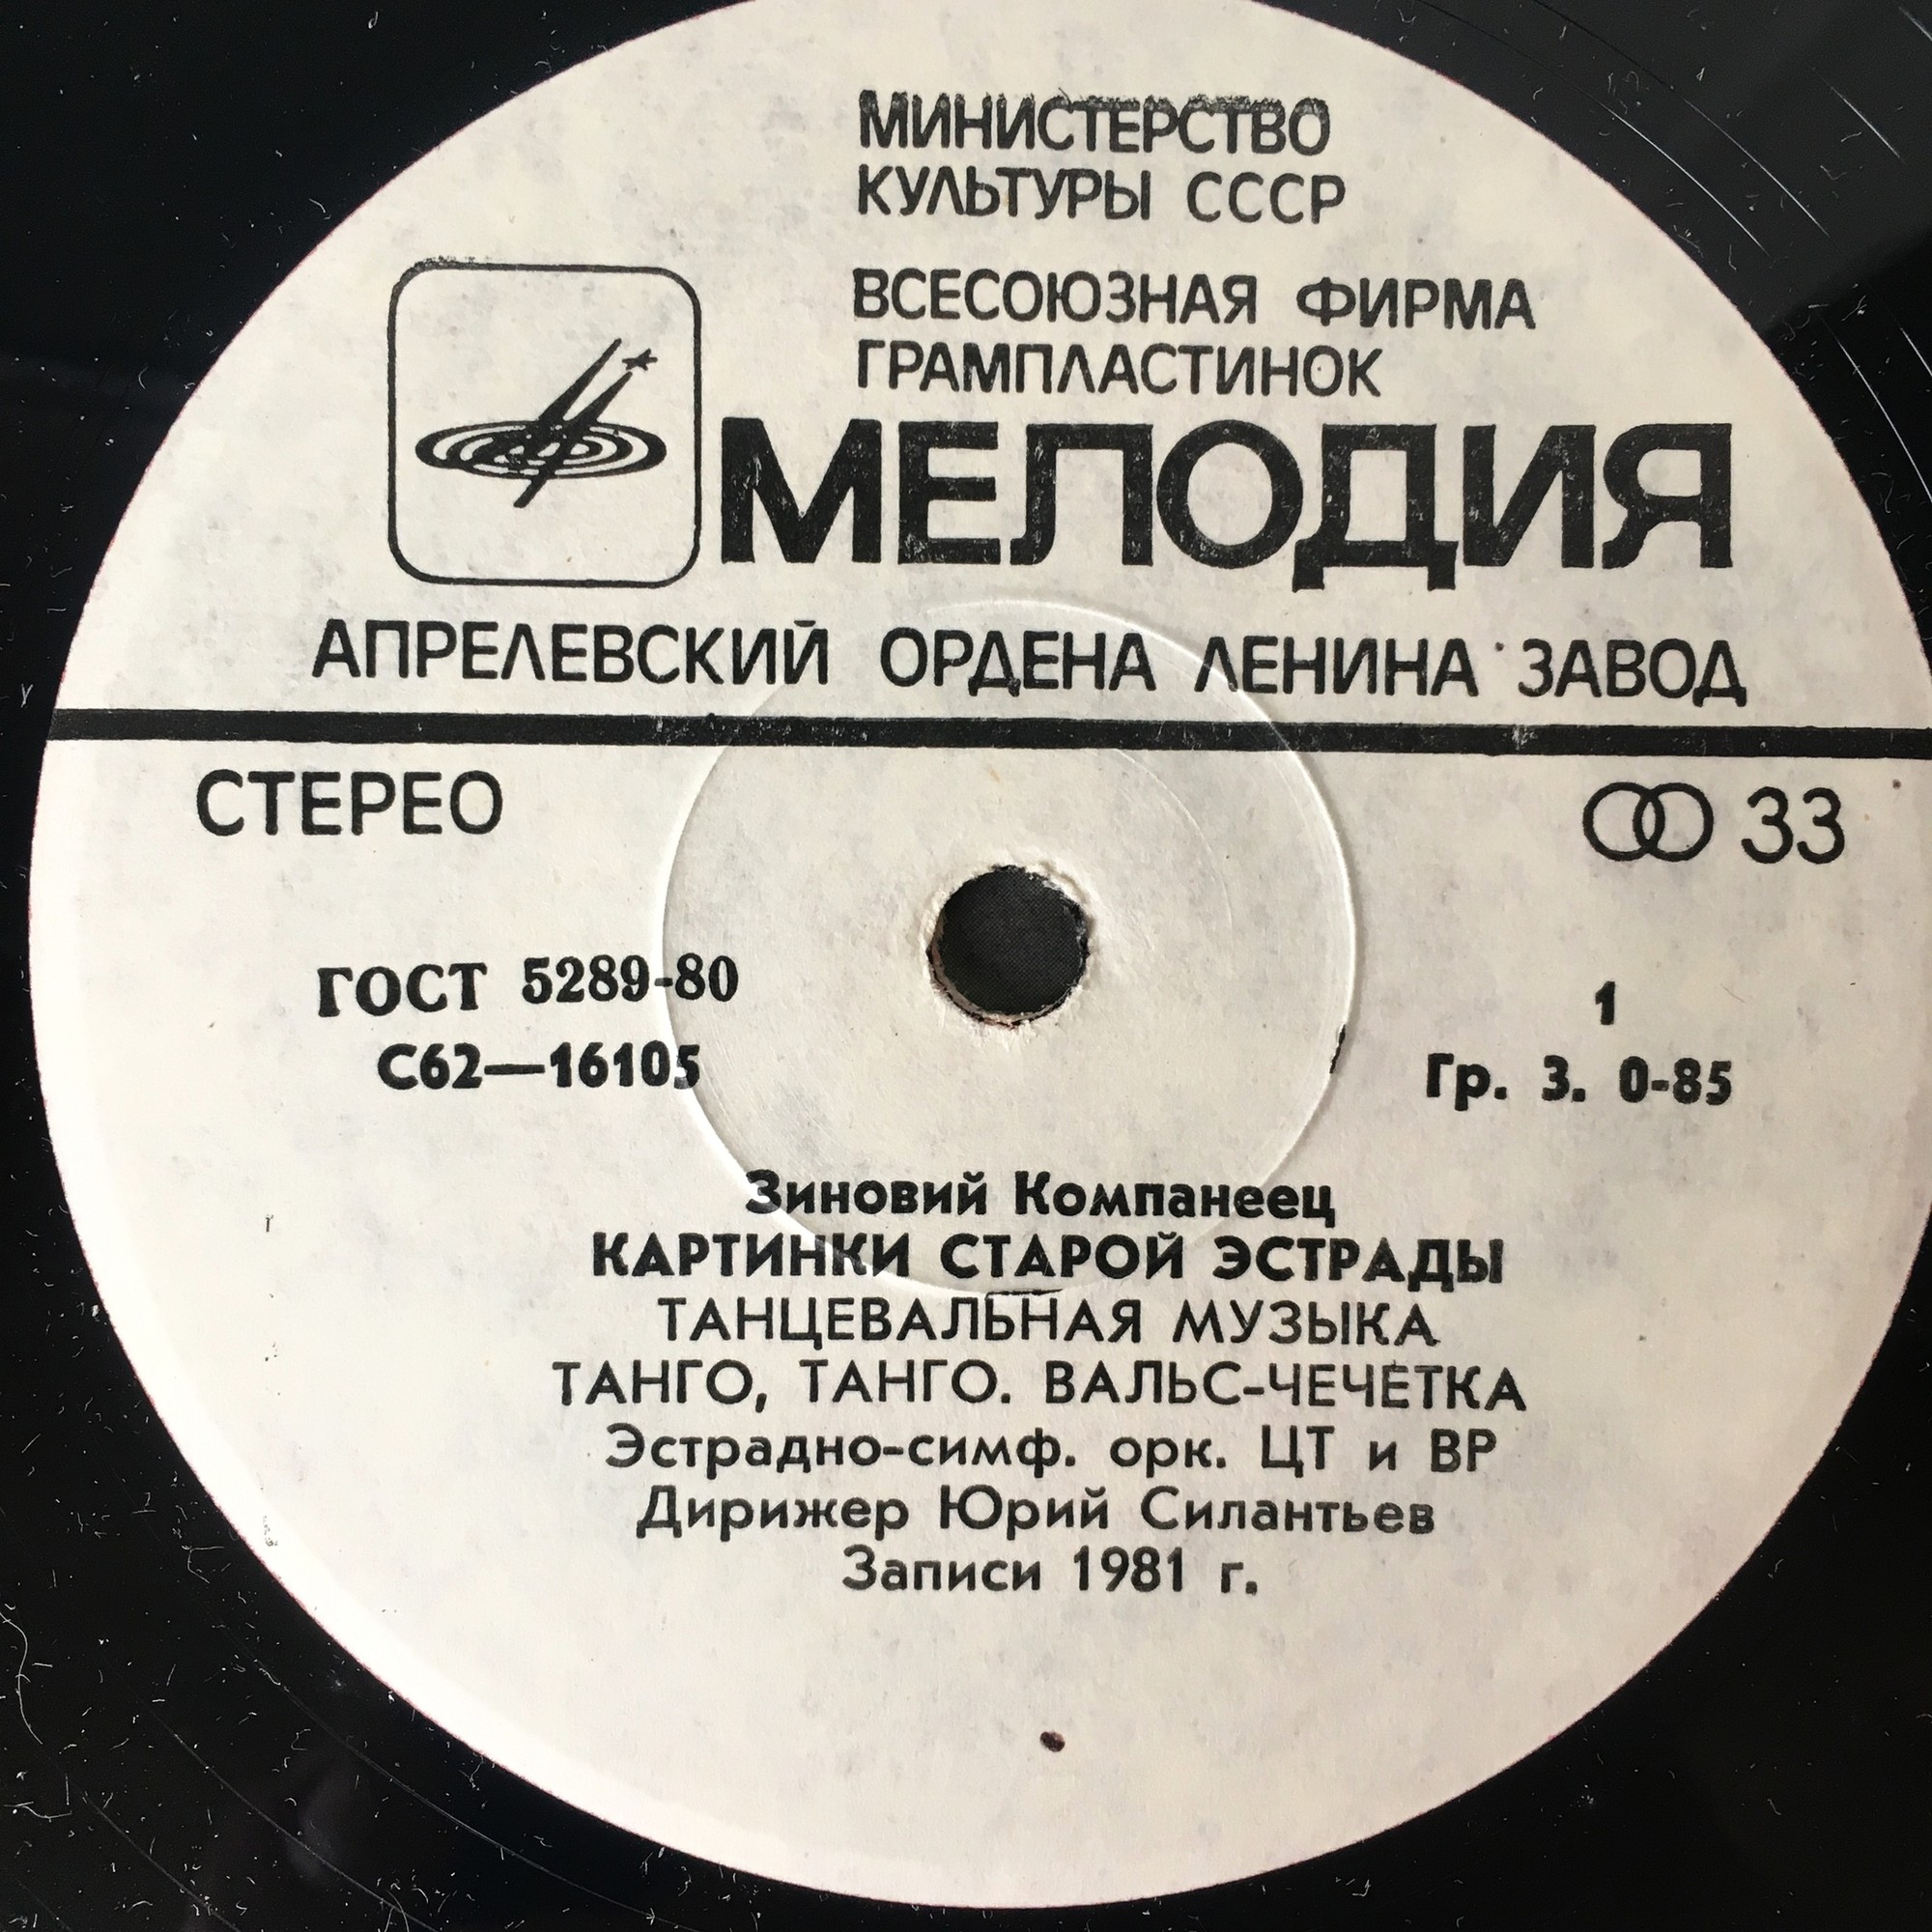 МИНИСТЕРСТВО
КУЛЬТУРЫ СССР
ВСЕСОЮЗНАЯ ФИРМА
ГРАМПЛАСТИНОК
МЕЛОДИЯ
АПРЕЛЕВСКИЙ ОРДЕНА ЛЕНИНА ЗАВОД
СТЕРЕО
33
ГОСТ 5289-80
С62—16105
1
Гр. 3. 0-85
Зиновий Компанеец
КАРТИНКИ СТАРОЙ ЭСТРАДЫ
ТАНЦЕВАЛЬНАЯ МУЗЫКА
ТАНГО, ТАНГО. ВАЛЬС-ЧЕЧЕТКА
Эстрадно-симф. орк. ЦТ и ВР
Дирижер Юрий Силантьев
Записи 1981 г.